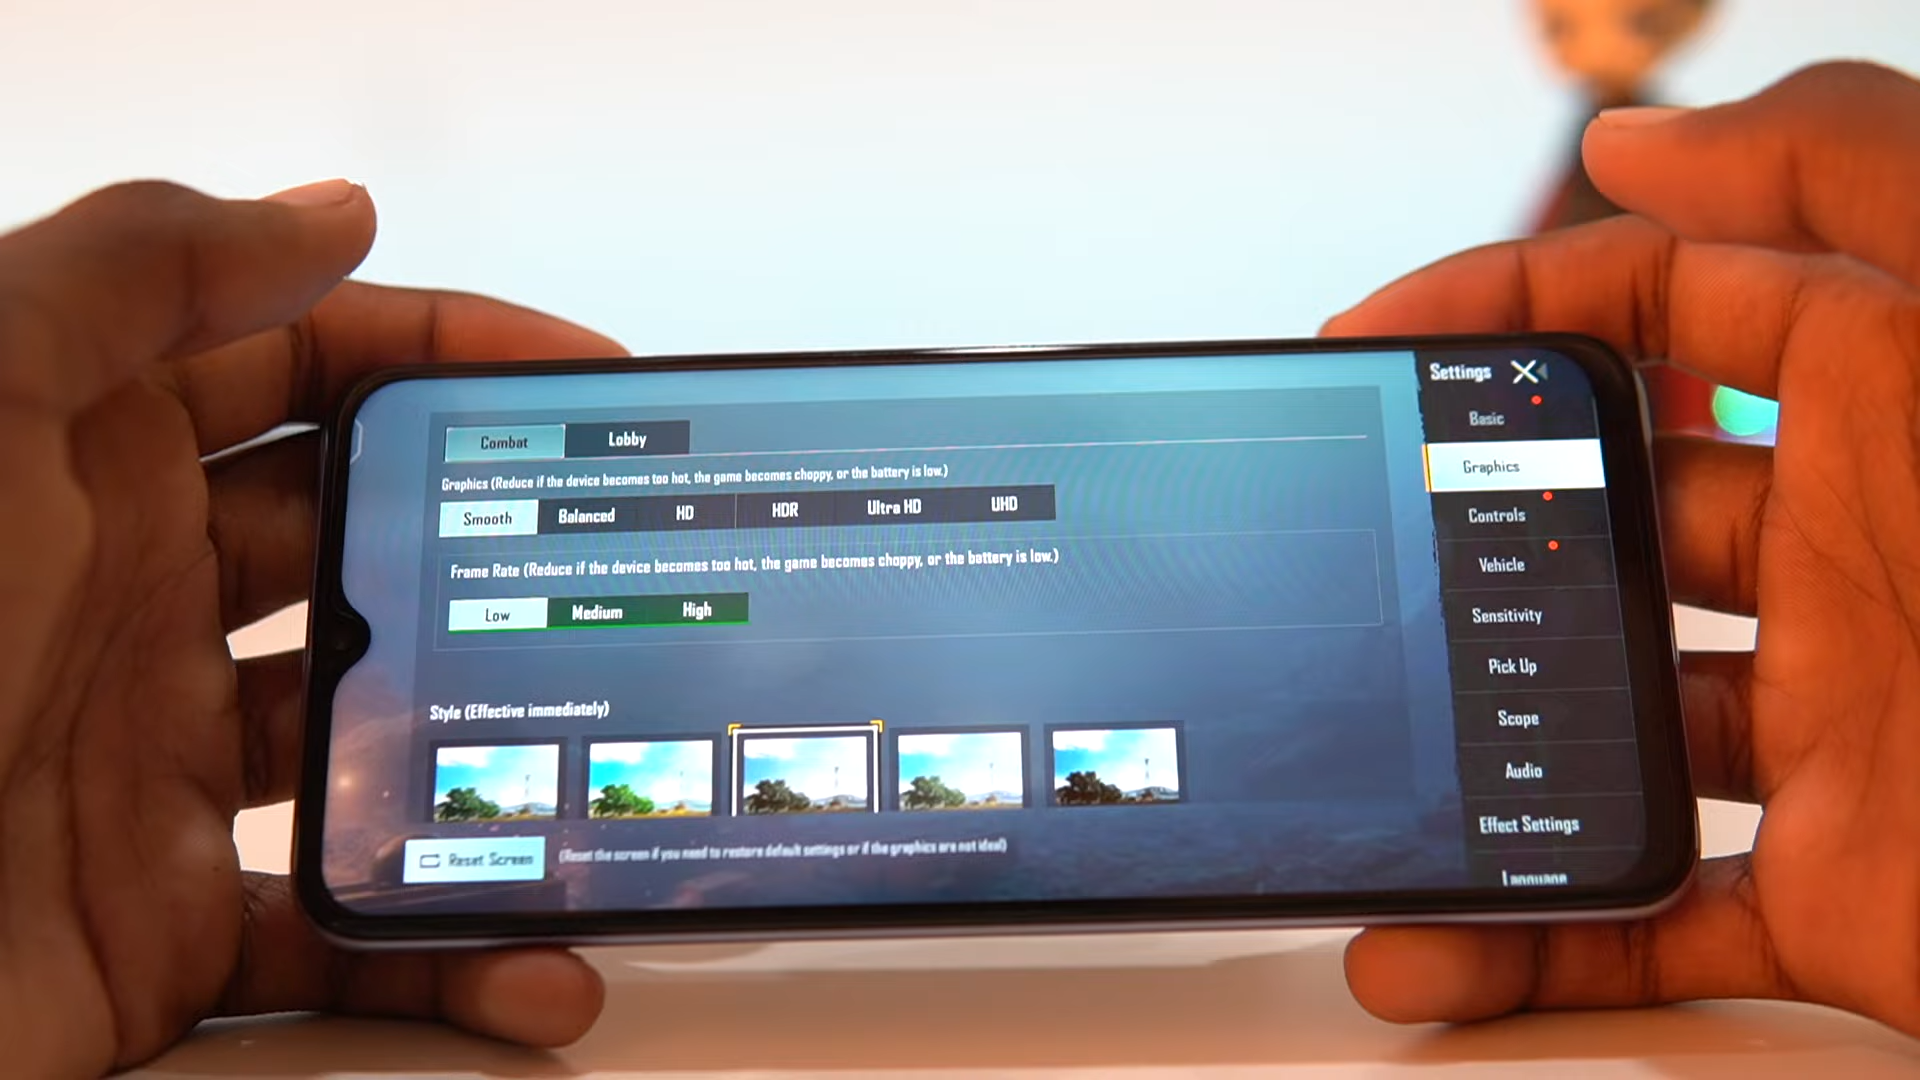 Settings
Basic
Combat
Lobby
Graphics (Reduce if the device becomes too hot, the game becomes choppy, or the battery is low.)
Smooth
Balanced
HD
HDR
Ultra HD
UHD
Frame Rate (Reduce if the device becomes too hot, the game becomes choppy, or the battery is low.)
Low
Medium
High
Style (Effective immediately)
Reset Screen
(Reset the screen if you need to restore default settings or if the graphics are not ideal)
Graphics
Controls
Vehicle
Sensitivity
Pick Up
Scope
Audio
Effect Settings
Language